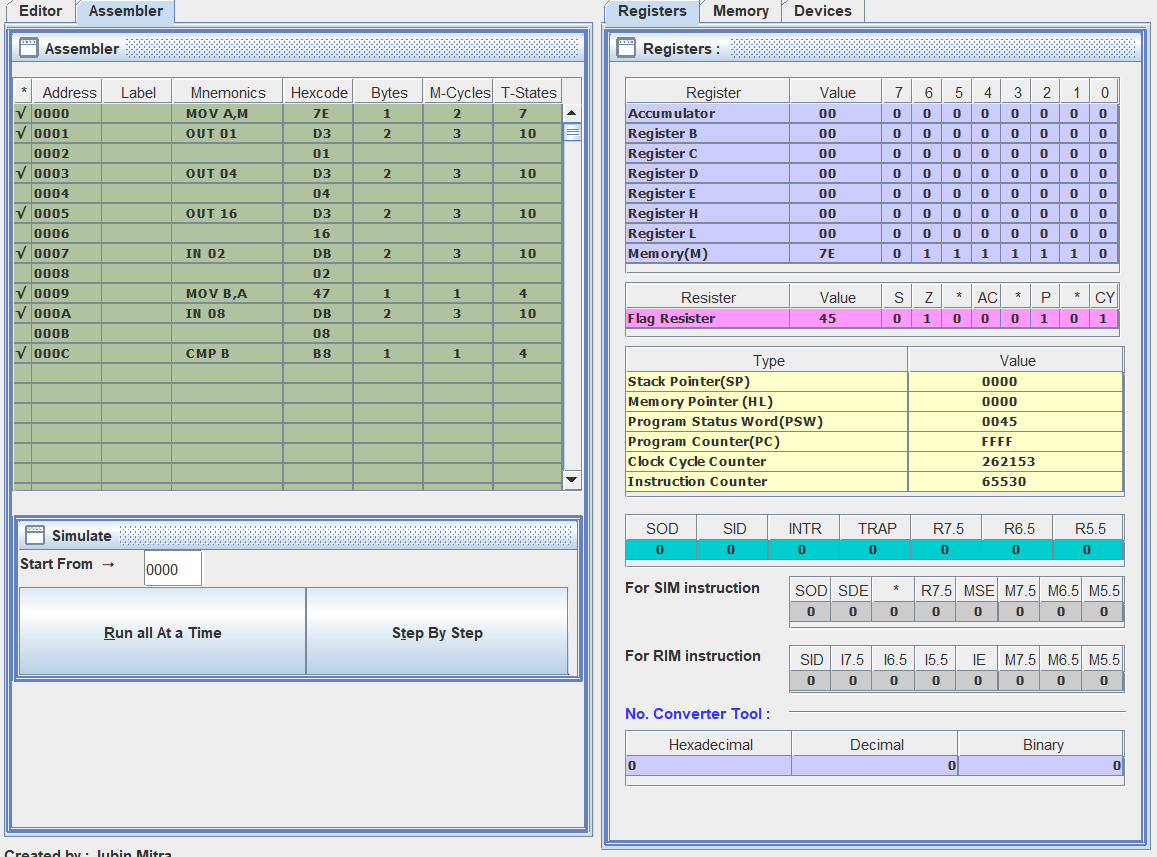 Editor Assembler
Assembler
* Address Label Mnemonics Hexcode Bytes M-Cycles T-States
√ 0000 MOV A,M 7E 1 2 7
√ 0001 OUT 01 D3 2 3 10
0002 01
√ 0003 OUT 04 D3 2 3 10
0004 04
√ 0005 OUT 16 D3 2 3 10
0006 16
√ 0007 IN 02 DB 2 3 10
0008 02
√ 0009 MOV B,A 47 1 1 4
√ 000A IN 08 DB 2 3 10
000B 08
√ 000C CMP B B8 1 1 4
Simulate
Start From → 0000
Run all At a Time Step By Step
Created by : Jubin Mitra
Registers Memory Devices
Registers :
Register Value 7 6 5 4 3 2 1 0
Accumulator 00 0 0 0 0 0 0 0 0
Register B 00 0 0 0 0 0 0 0 0
Register C 00 0 0 0 0 0 0 0 0
Register D 00 0 0 0 0 0 0 0 0
Register E 00 0 0 0 0 0 0 0 0
Register H 00 0 0 0 0 0 0 0 0
Register L 00 0 0 0 0 0 0 0 0
Memory(M) 7E 0 1 1 1 1 1 1 0
Resister Value S Z * AC * P * CY
Flag Resister 45 0 1 0 0 0 1 0 1
Type Value
Stack Pointer(SP) 0000
Memory Pointer (HL) 0000
Program Status Word(PSW) 0045
Program Counter(PC) FFFF
Clock Cycle Counter 262153
Instruction Counter 65530
SOD SID INTR TRAP R7.5 R6.5 R5.5
0 0 0 0 0 0 0
For SIM instruction
SOD SDE * R7.5 MSE M7.5 M6.5 M5.5
0 0 0 0 0 0 0 0
For RIM instruction
SID I7.5 I6.5 I5.5 IE M7.5 M6.5 M5.5
0 0 0 0 0 0 0 0
No. Converter Tool :
Hexadecimal Decimal Binary
0 0 0